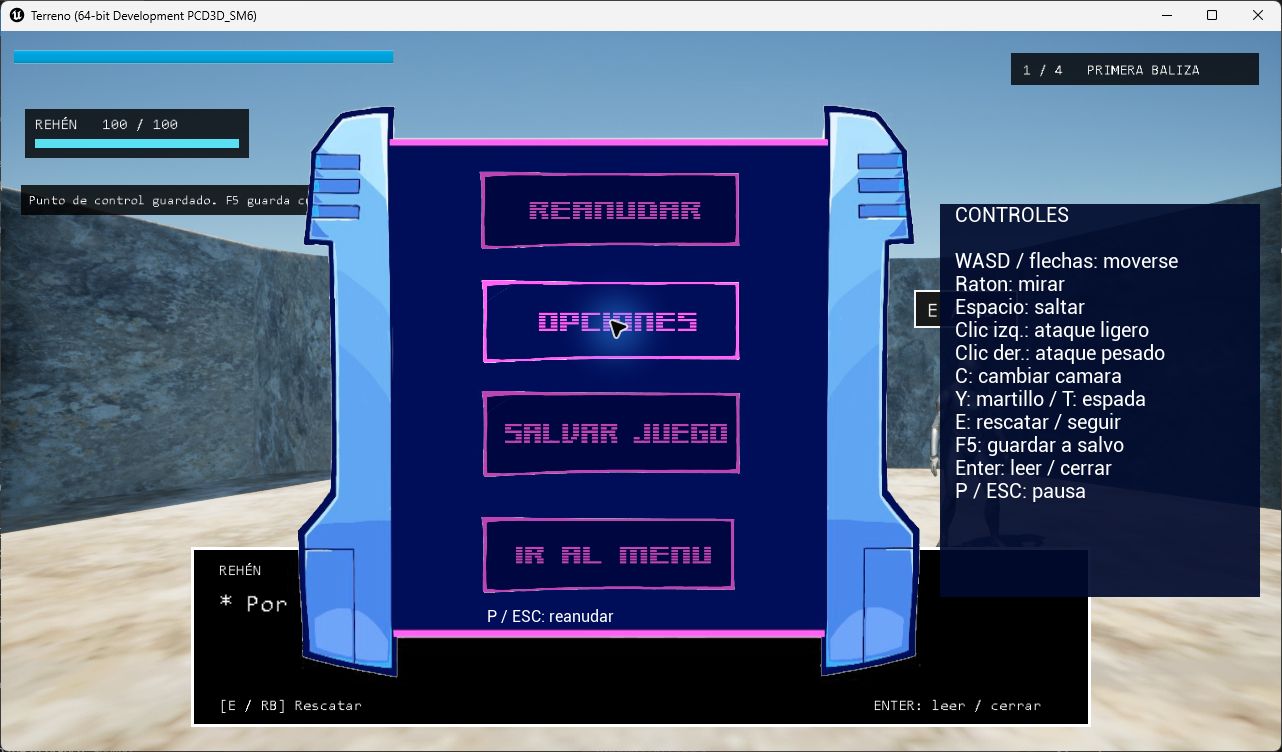 Terreno (64-bit Development PCD3D_SM6)
1 / 4 PRIMERA BALIZA
REHÉN 100 / 100
Punto de control guardado. F5 guarda
REANUDAR
OPCIONES
SALVAR JUEGO
IR AL MENU
P / ESC: reanudar
E
CONTROLES
WASD / flechas: moverse
Raton: mirar
Espacio: saltar
Clic izq.: ataque ligero
Clic der.: ataque pesado
C: cambiar camara
Y: martillo / T: espada
E: rescatar / seguir
F5: guardar a salvo
Enter: leer / cerrar
P / ESC: pausa
REHÉN
* Por
[E / RB] Rescatar
ENTER: leer / cerrar